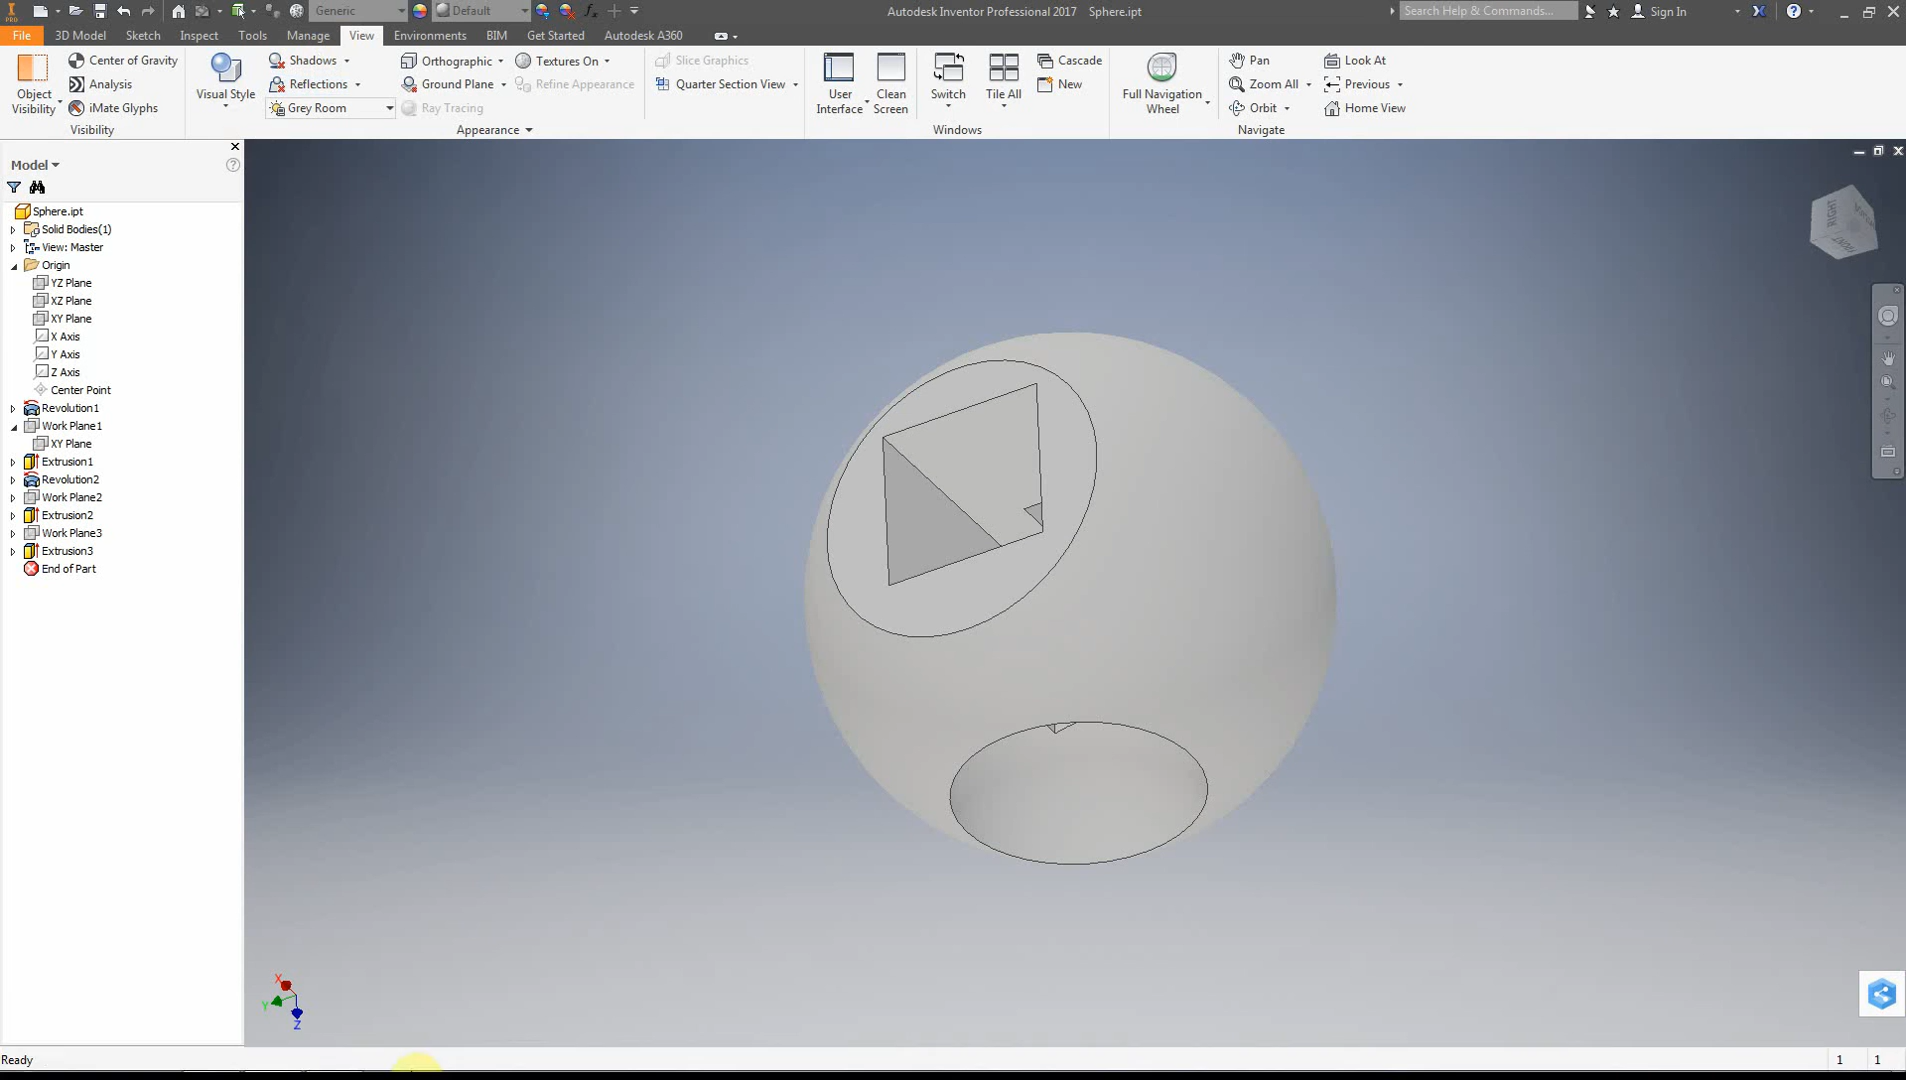 PRO
Generic
Default
fx
Autodesk Inventor Professional 2017 Sphere.ipt
Search Help & Commands...
Sign In
File 3D Model Sketch Inspect Tools Manage View Environments BIM Get Started Autodesk A360
Object Visibility
Center of Gravity
Analysis
iMate Glyphs
Visibility
Visual Style
Shadows
Reflections
Grey Room
Orthographic
Ground Plane
Ray Tracing
Textures On
Refine Appearance
Appearance
Slice Graphics
Quarter Section View
User Interface
Clean Screen
Switch
Tile All
Cascade
New
Windows
Full Navigation Wheel
Pan
Zoom All
Orbit
Look At
Previous
Home View
Navigate
Model
Sphere.ipt
Solid Bodies(1)
View: Master
Origin
YZ Plane
XZ Plane
XY Plane
X Axis
Y Axis
Z Axis
Center Point
Revolution1
Work Plane1
XY Plane
Extrusion1
Revolution2
Work Plane2
Extrusion2
Work Plane3
Extrusion3
End of Part
RIGHT
X
Y
Z
Ready
1 1